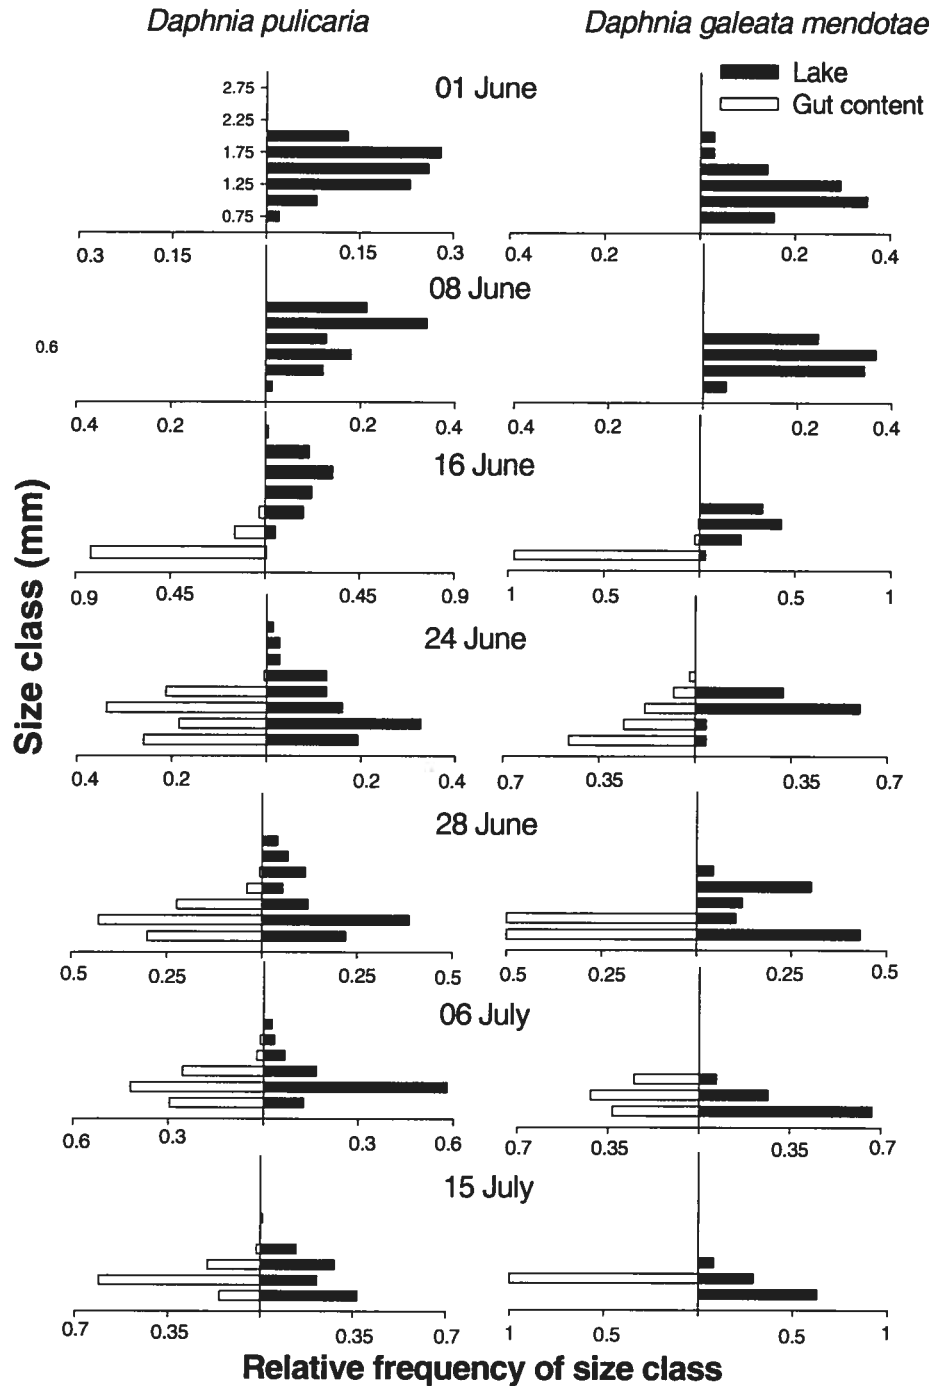 Daphnia pulicaria
Daphnia galeata mendotae
01 June
Lake
Gut content
2.75
2.25
1.75
1.25
0.75
0.3 0.15 0.15 0.3
0.4 0.2 0.2 0.4
08 June
0.6
0.4 0.2 0.2 0.4
0.4 0.2 0.2 0.4
16 June
0.9 0.45 0.45 0.9
1 0.5 0.5 1
24 June
0.4 0.2 0.2 0.4
0.7 0.35 0.35 0.7
28 June
0.5 0.25 0.25 0.5
0.5 0.25 0.25 0.5
06 July
0.6 0.3 0.3 0.6
0.7 0.35 0.35 0.7
15 July
0.7 0.35 0.35 0.7
1 0.5 0.5 1
Size class (mm)
Relative frequency of size class